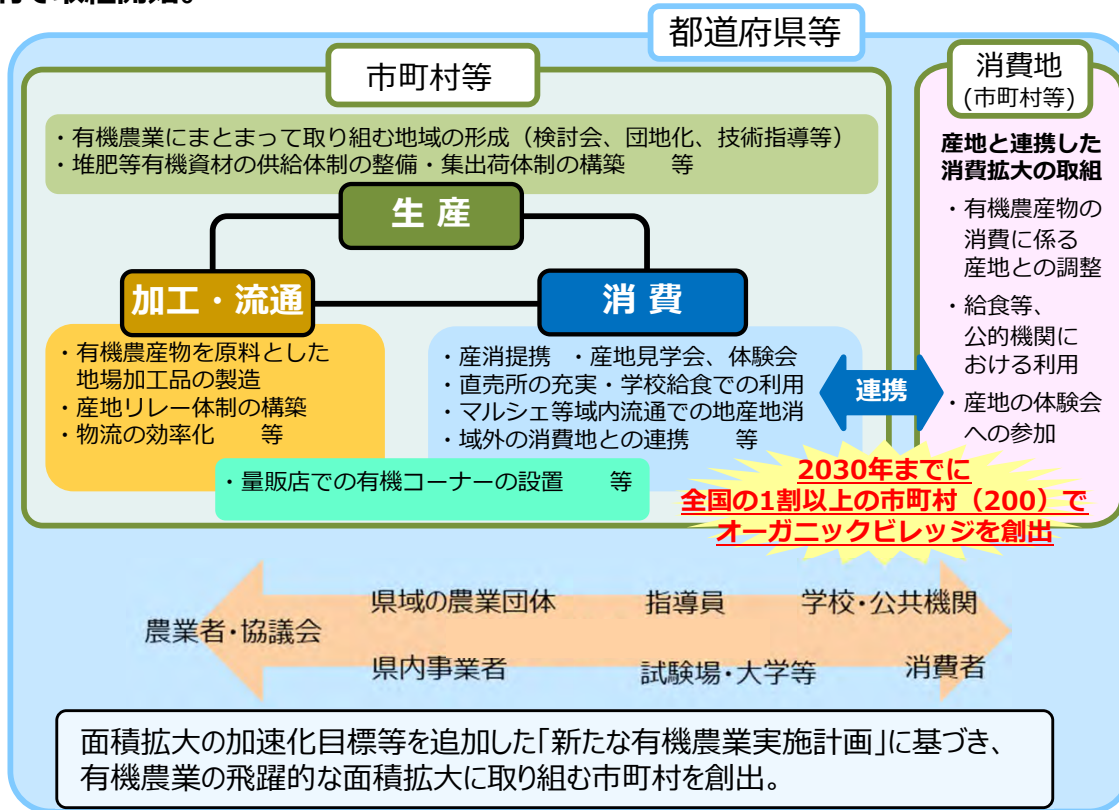 で取組開始。
都道府県等
市町村等
・有機農業にまとまって取り組む地域の形成（検討会、団地化、技術指導等）
・堆肥等有機資材の供給体制の整備・集出荷体制の構築　　等
生 産
加工・流通
・有機農産物を原料とした
地場加工品の製造
・産地リレー体制の構築
・物流の効率化　　等
消 費
・産消提携　・産地見学会、体験会
・直売所の充実・学校給食での利用
・マルシェ等域内流通での地産地消
・域外の消費地との連携　　等
・量販店での有機コーナーの設置　　等
連携
消費地
(市町村等)
産地と連携した
消費拡大の取組
・有機農産物の
消費に係る
産地との調整
・給食等、
公的機関に
おける利用
・産地の体験会
への参加
2030年までに
全国の1割以上の市町村（200）で
オーガニックビレッジを創出
農業者・協議会
県域の農業団体
指導員
学校・公共機関
県内事業者
試験場・大学等
消費者
面積拡大の加速化目標等を追加した「新たな有機農業実施計画」に基づき、
有機農業の飛躍的な面積拡大に取り組む市町村を創出。